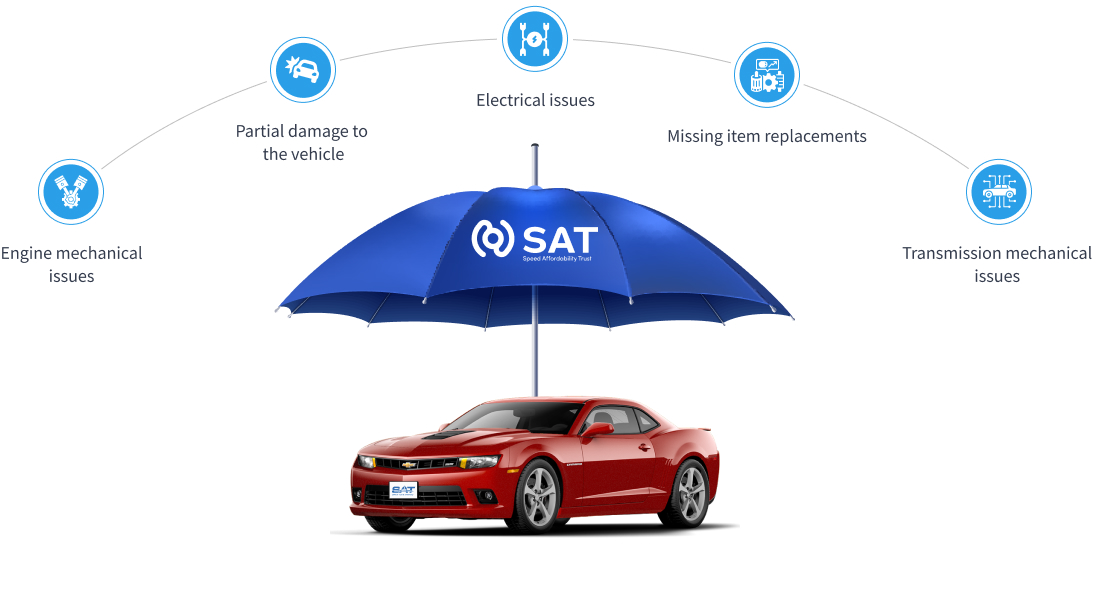 Electrical issues
Partial damage to
the vehicle
Missing item replacements
Engine mechanical
issues
Transmission mechanical
issues
SAT
Speed Affordability Trust
SAT